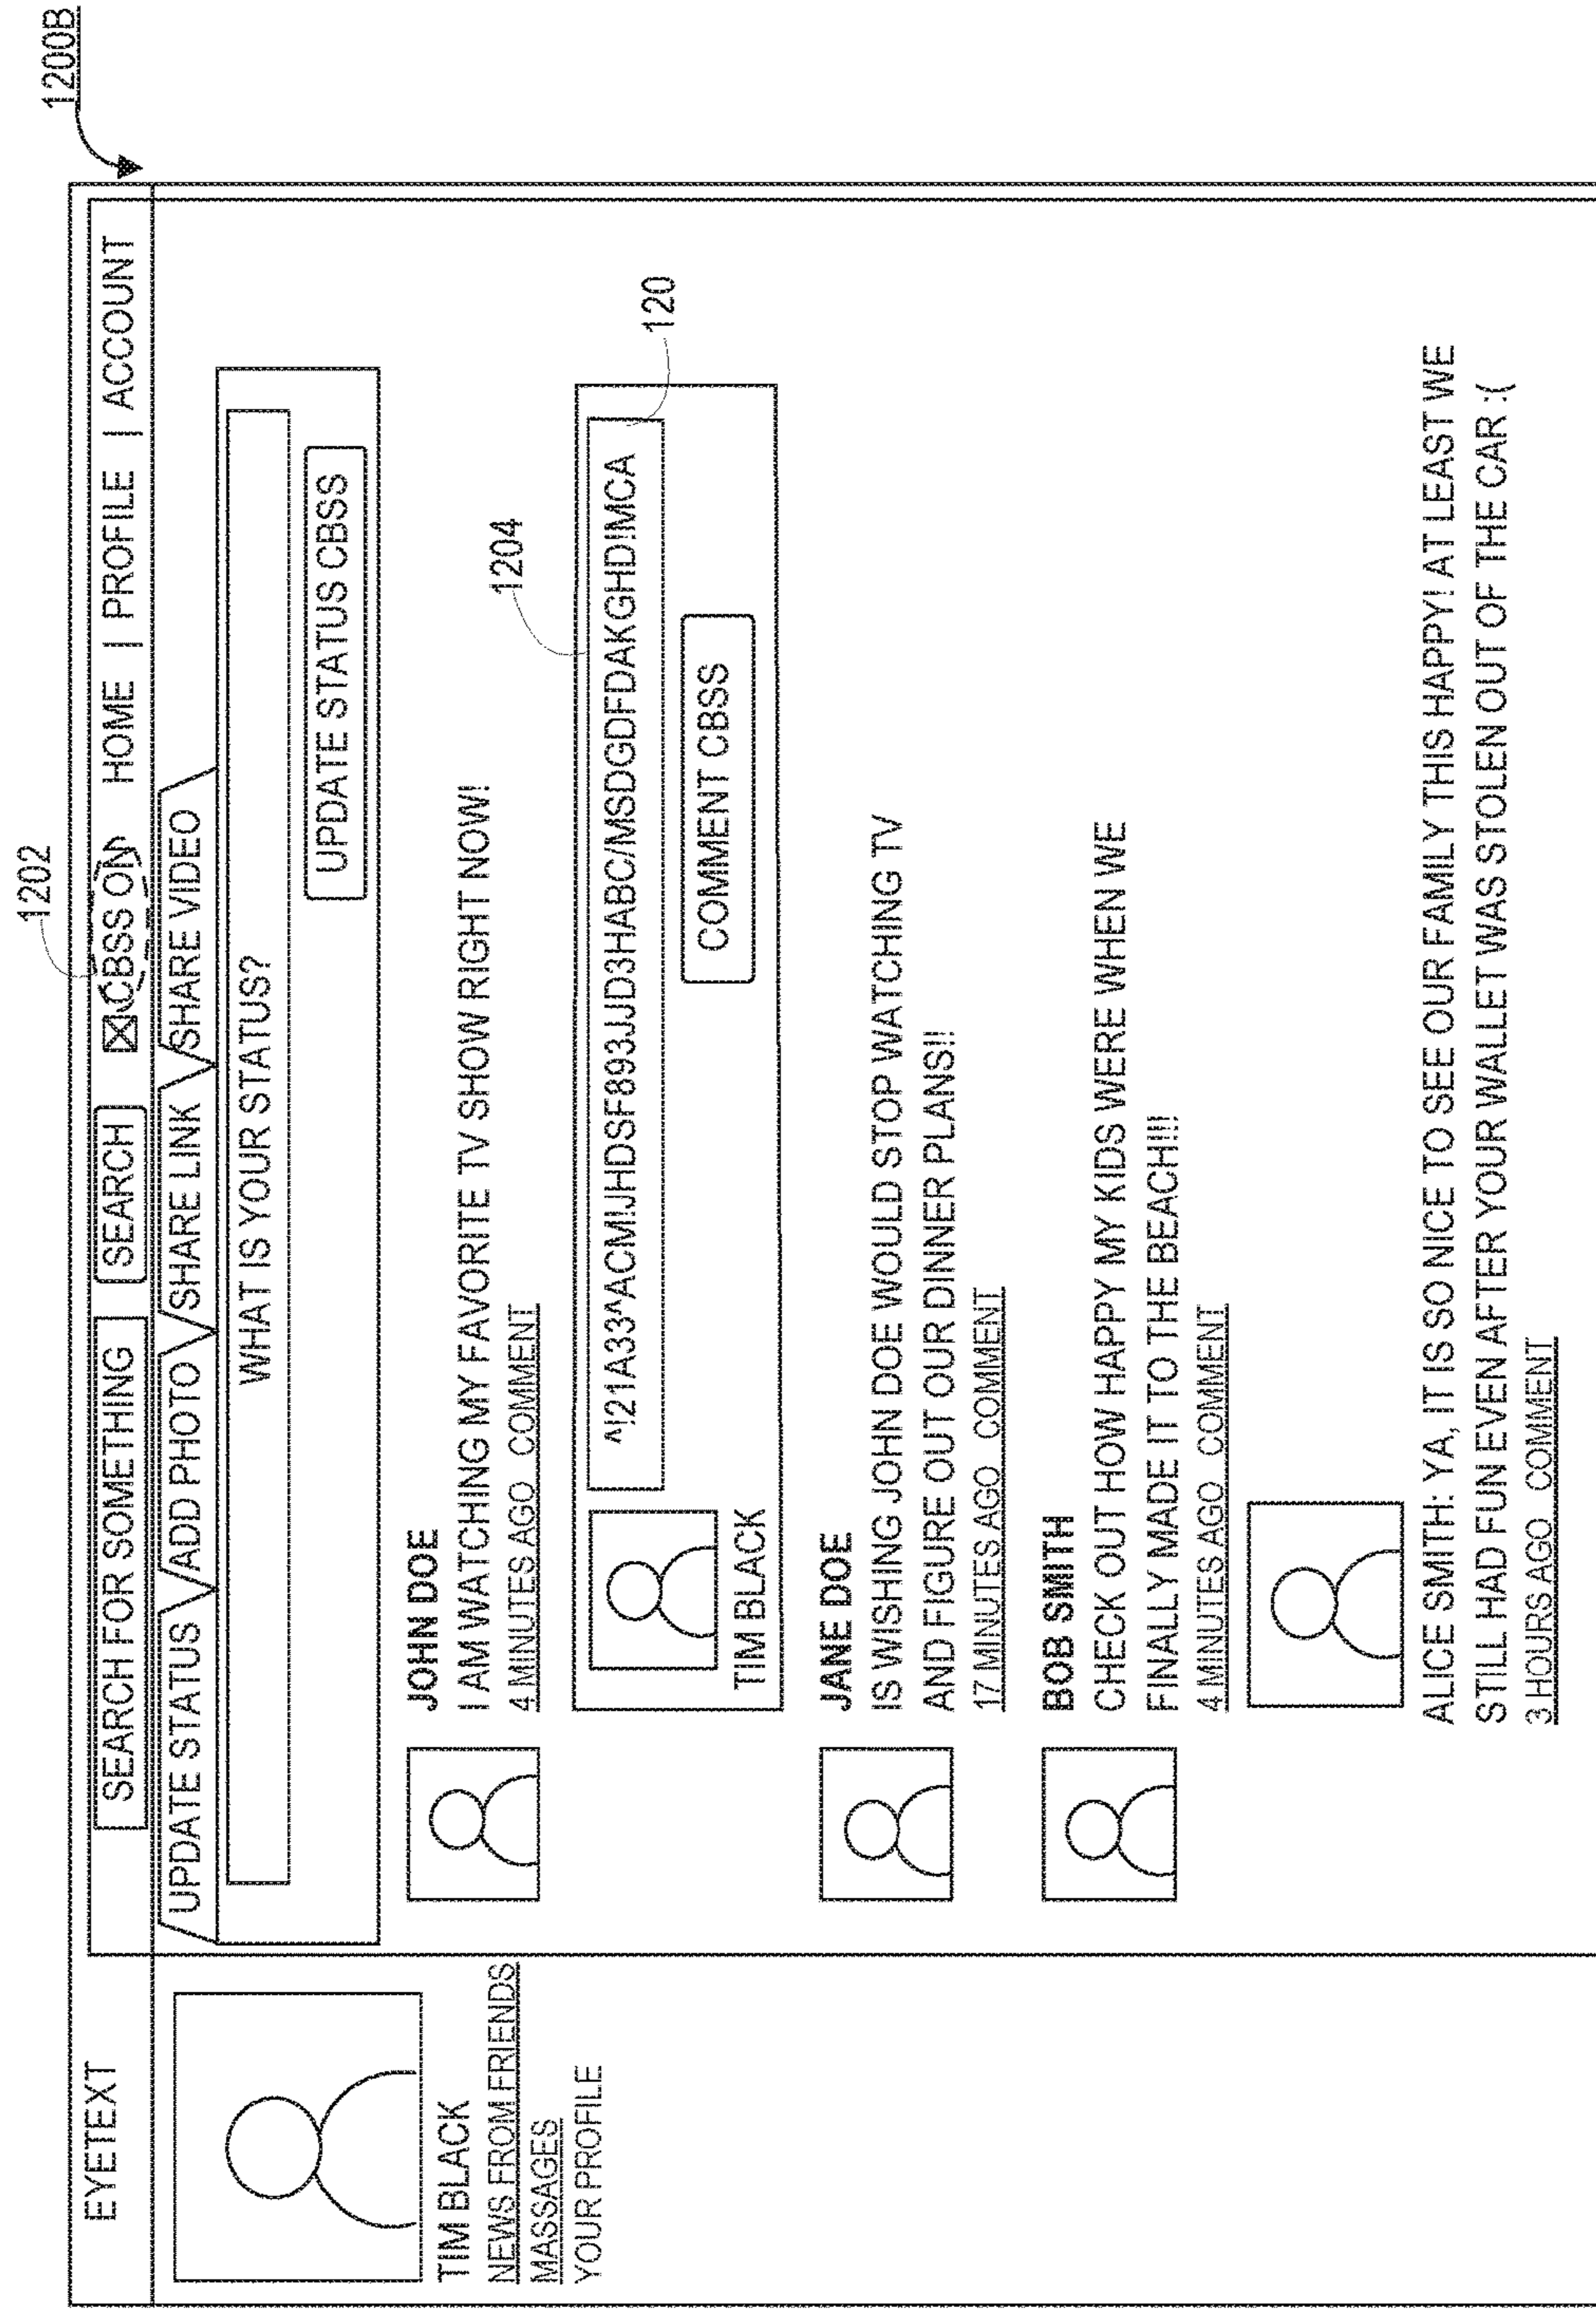 1200B
1202
EYETEXT
SEARCH FOR SOMETHING SEARCH CBSS ON HOME | PROFILE | ACCOUNT
UPDATE STATUS ADD PHOTO SHARE LINK SHARE VIDEO
WHAT IS YOUR STATUS?
UPDATE STATUS CBSS
TIM BLACK
NEWS FROM FRIENDS
MASSAGES
YOUR PROFILE
JOHN DOE
I AM WATCHING MY FAVORITE TV SHOW RIGHT NOW!
4 MINUTES AGO COMMENT
1204
^!21A33^ACM!JHDSF893JJD3HABC/MSDGDFDAKGHD!MCA
120
TIM BLACK
COMMENT CBSS
JANE DOE
IS WISHING JOHN DOE WOULD STOP WATCHING TV
AND FIGURE OUT OUR DINNER PLANS!!
17 MINUTES AGO COMMENT
BOB SMITH
CHECK OUT HOW HAPPY MY KIDS WERE WHEN WE
FINALLY MADE IT TO THE BEACH!!!!
4 MINUTES AGO COMMENT
ALICE SMITH: YA, IT IS SO NICE TO SEE OUR FAMILY THIS HAPPY! AT LEAST WE
STILL HAD FUN EVEN AFTER YOUR WALLET WAS STOLEN OUT OF THE CAR :(
3 HOURS AGO COMMENT